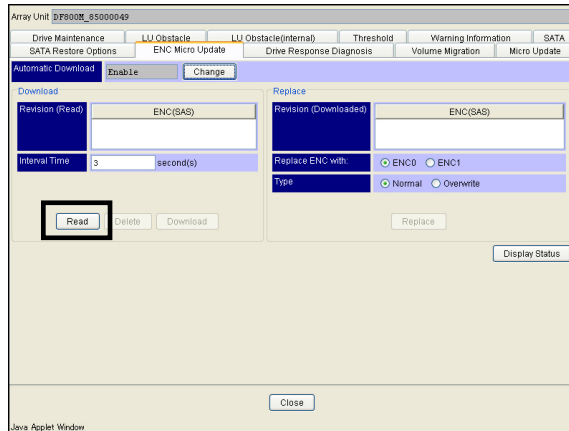 Array Unit DF800M_85000049
Drive Maintenance LU Obstacle LU Obstacle(internal) Threshold Warning Information SATA
SATA Restore Options ENC Micro Update Drive Response Diagnosis Volume Migration Micro Update
Automatic Download Enable Change
Download Replace
Revision (Read) ENC(SAS) Revision (Downloaded) ENC(SAS)
Interval Time 3 second(s) Replace ENC with: ENC0 ENC1
Type Normal Overwrite
Read Delete Download Replace
Display Status
Close
Java Applet Window